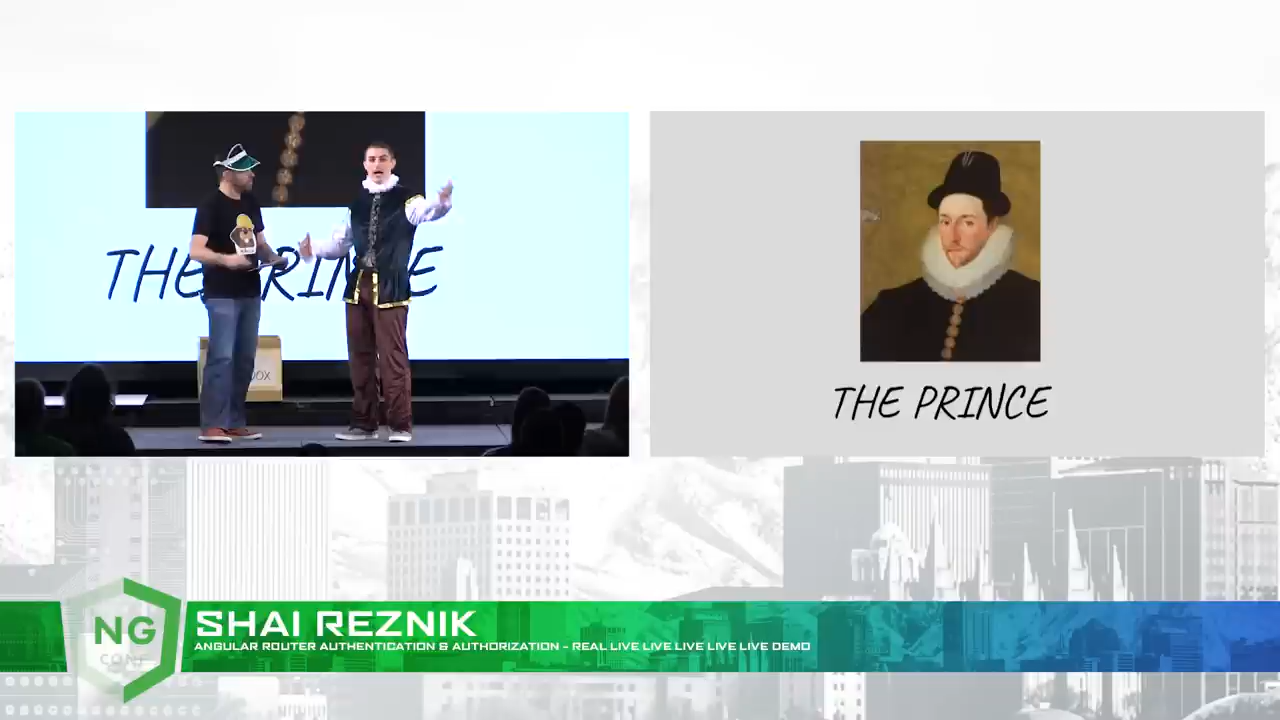 THE PRINCE
OX
THE PRINCE
NG
CONF
SHAI REZNIK
ANGULAR ROUTER AUTHENTICATION & AUTHORIZATION - REAL LIVE LIVE LIVE LIVE LIVE DEMO